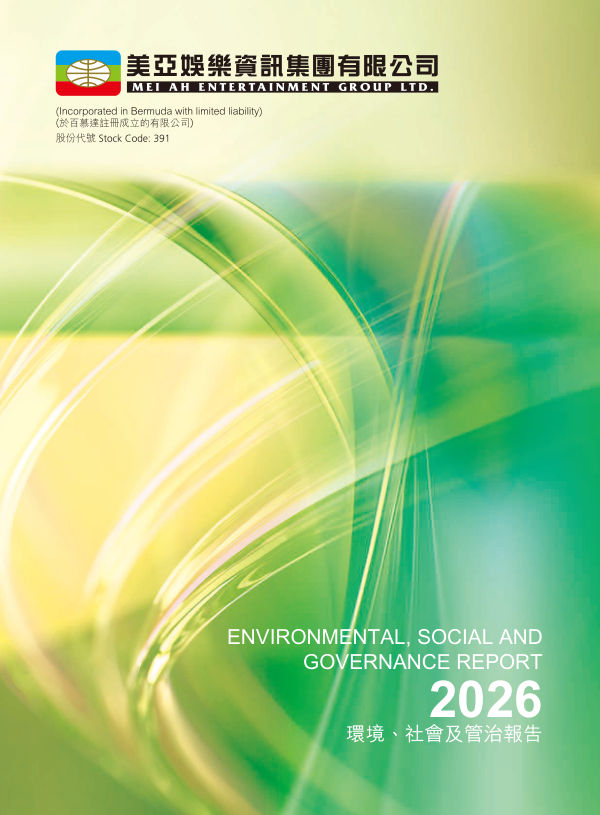 美亞娛樂資訊集團有限公司
MEI AH ENTERTAINMENT GROUP LTD.
(Incorporated in Bermuda with limited liability)
(於百慕達註冊成立的有限公司)
股份代號 Stock Code: 391
ENVIRONMENTAL, SOCIAL AND
GOVERNANCE REPORT
2026
環境、社會及管治報告